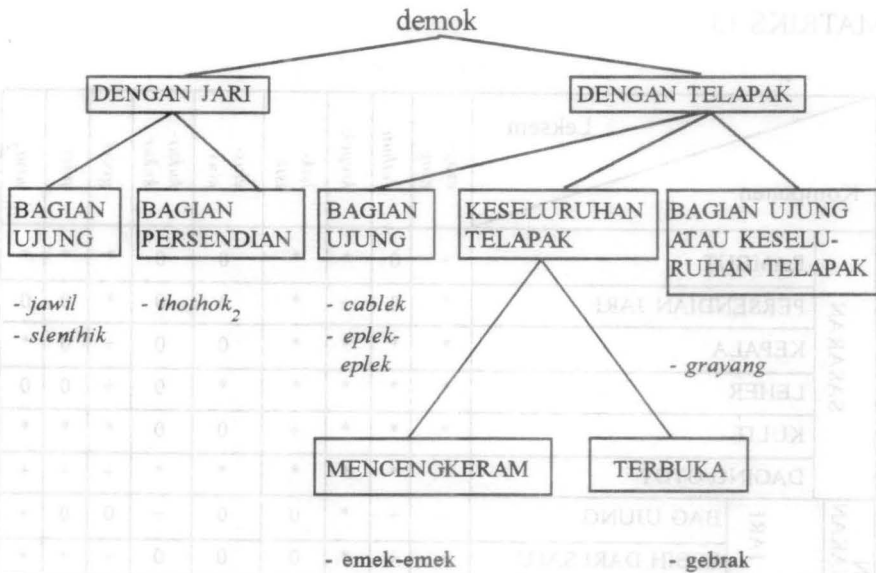 demok
DENGAN JARI
DENGAN TELAPAK
BAGIAN
UJUNG
BAGIAN
PERSENDIAN
BAGIAN
UJUNG
KESELURUHAN
TELAPAK
BAGIAN UJUNG
ATAU KESELU-
RUHAN TELAPAK
- jawil
- slenthik
- thothok2
- cablek
- eplek-
eplek
- grayang
MENCENGKERAM
TERBUKA
- emek-emek
- gebrak